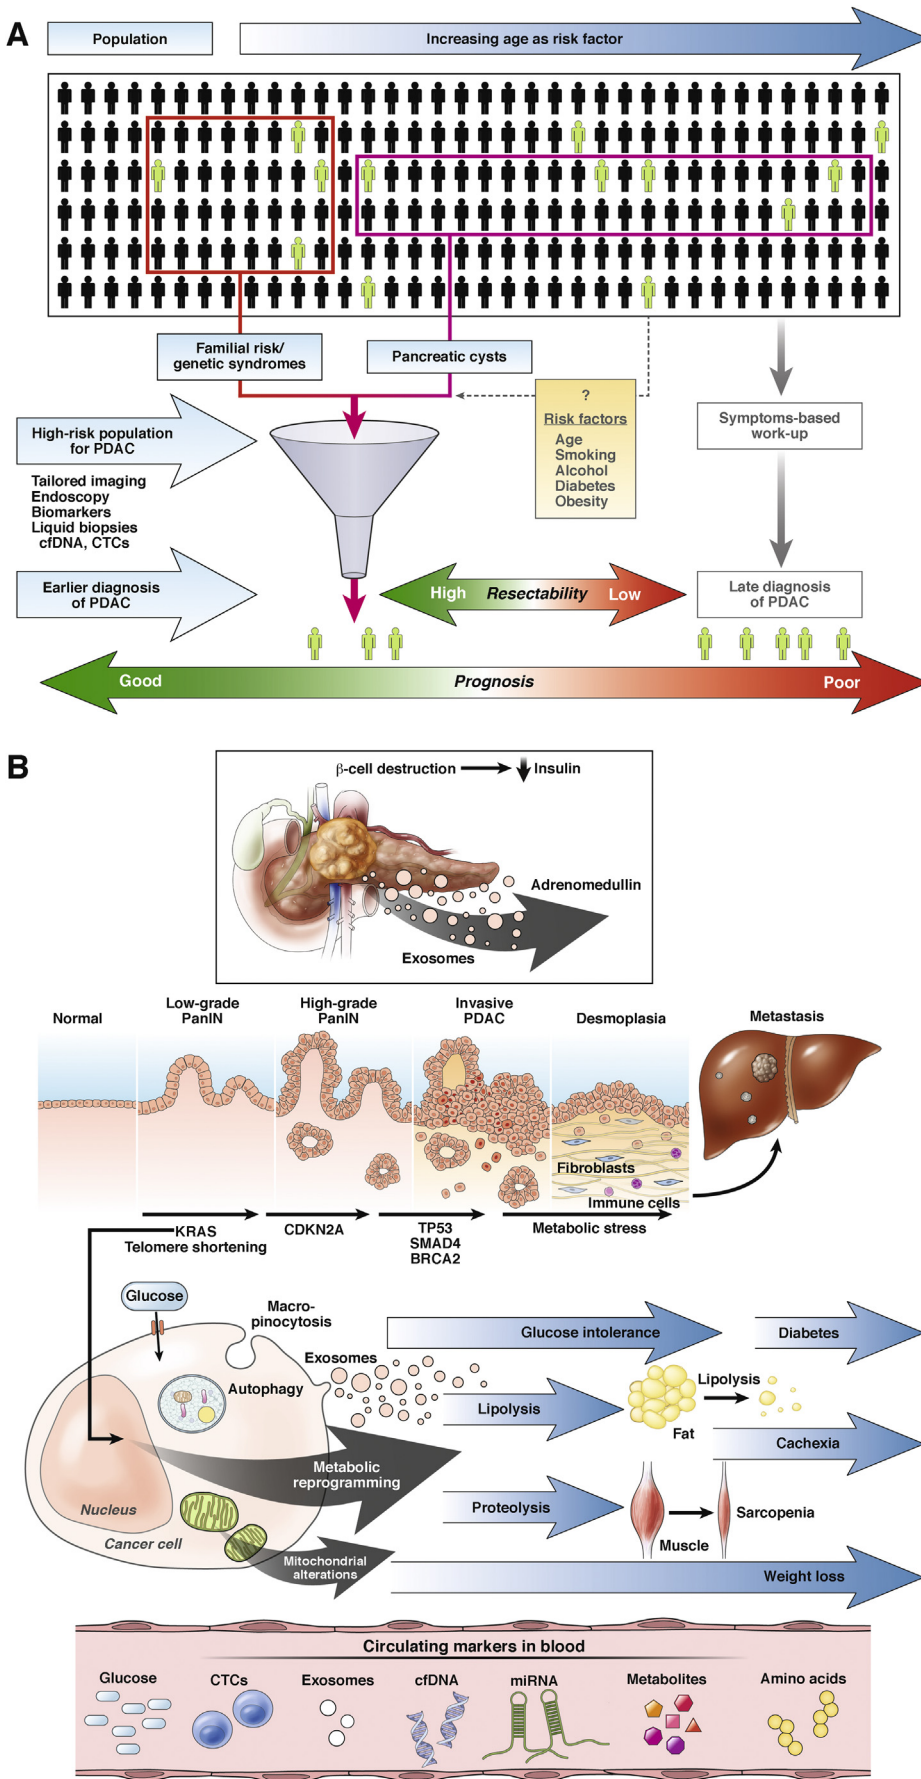 A
Population
Increasing age as risk factor
Familial risk/
genetic syndromes
Pancreatic cysts
?
Risk factors
Age
Smoking
Alcohol
Diabetes
Obesity
Symptoms-based
work-up
High-risk population
for PDAC
Tailored imaging
Endoscopy
Biomarkers
Liquid biopsies
cfDNA, CTCs
Earlier diagnosis
of PDAC
High
Resectability
Low
Late diagnosis
of PDAC
Good
Prognosis
Poor
B
β-cell destruction
Insulin
Adrenomedullin
Exosomes
Normal
Low-grade
PanIN
High-grade
PanIN
Invasive
PDAC
Desmoplasia
Metastasis
Fibroblasts
Immune cells
KRAS
Telomere shortening
CDKN2A
TP53
SMAD4
BRCA2
Metabolic stress
Glucose
Macro-
pinocytosis
Exosomes
Autophagy
Glucose intolerance
Diabetes
Lipolysis
Lipolysis
Fat
Cachexia
Metabolic
reprogramming
Nucleus
Cancer cell
Proteolysis
Muscle
Sarcopenia
Mitochondrial
alterations
Weight loss
Circulating markers in blood
Glucose
CTCs
Exosomes
cfDNA
miRNA
Metabolites
Amino acids